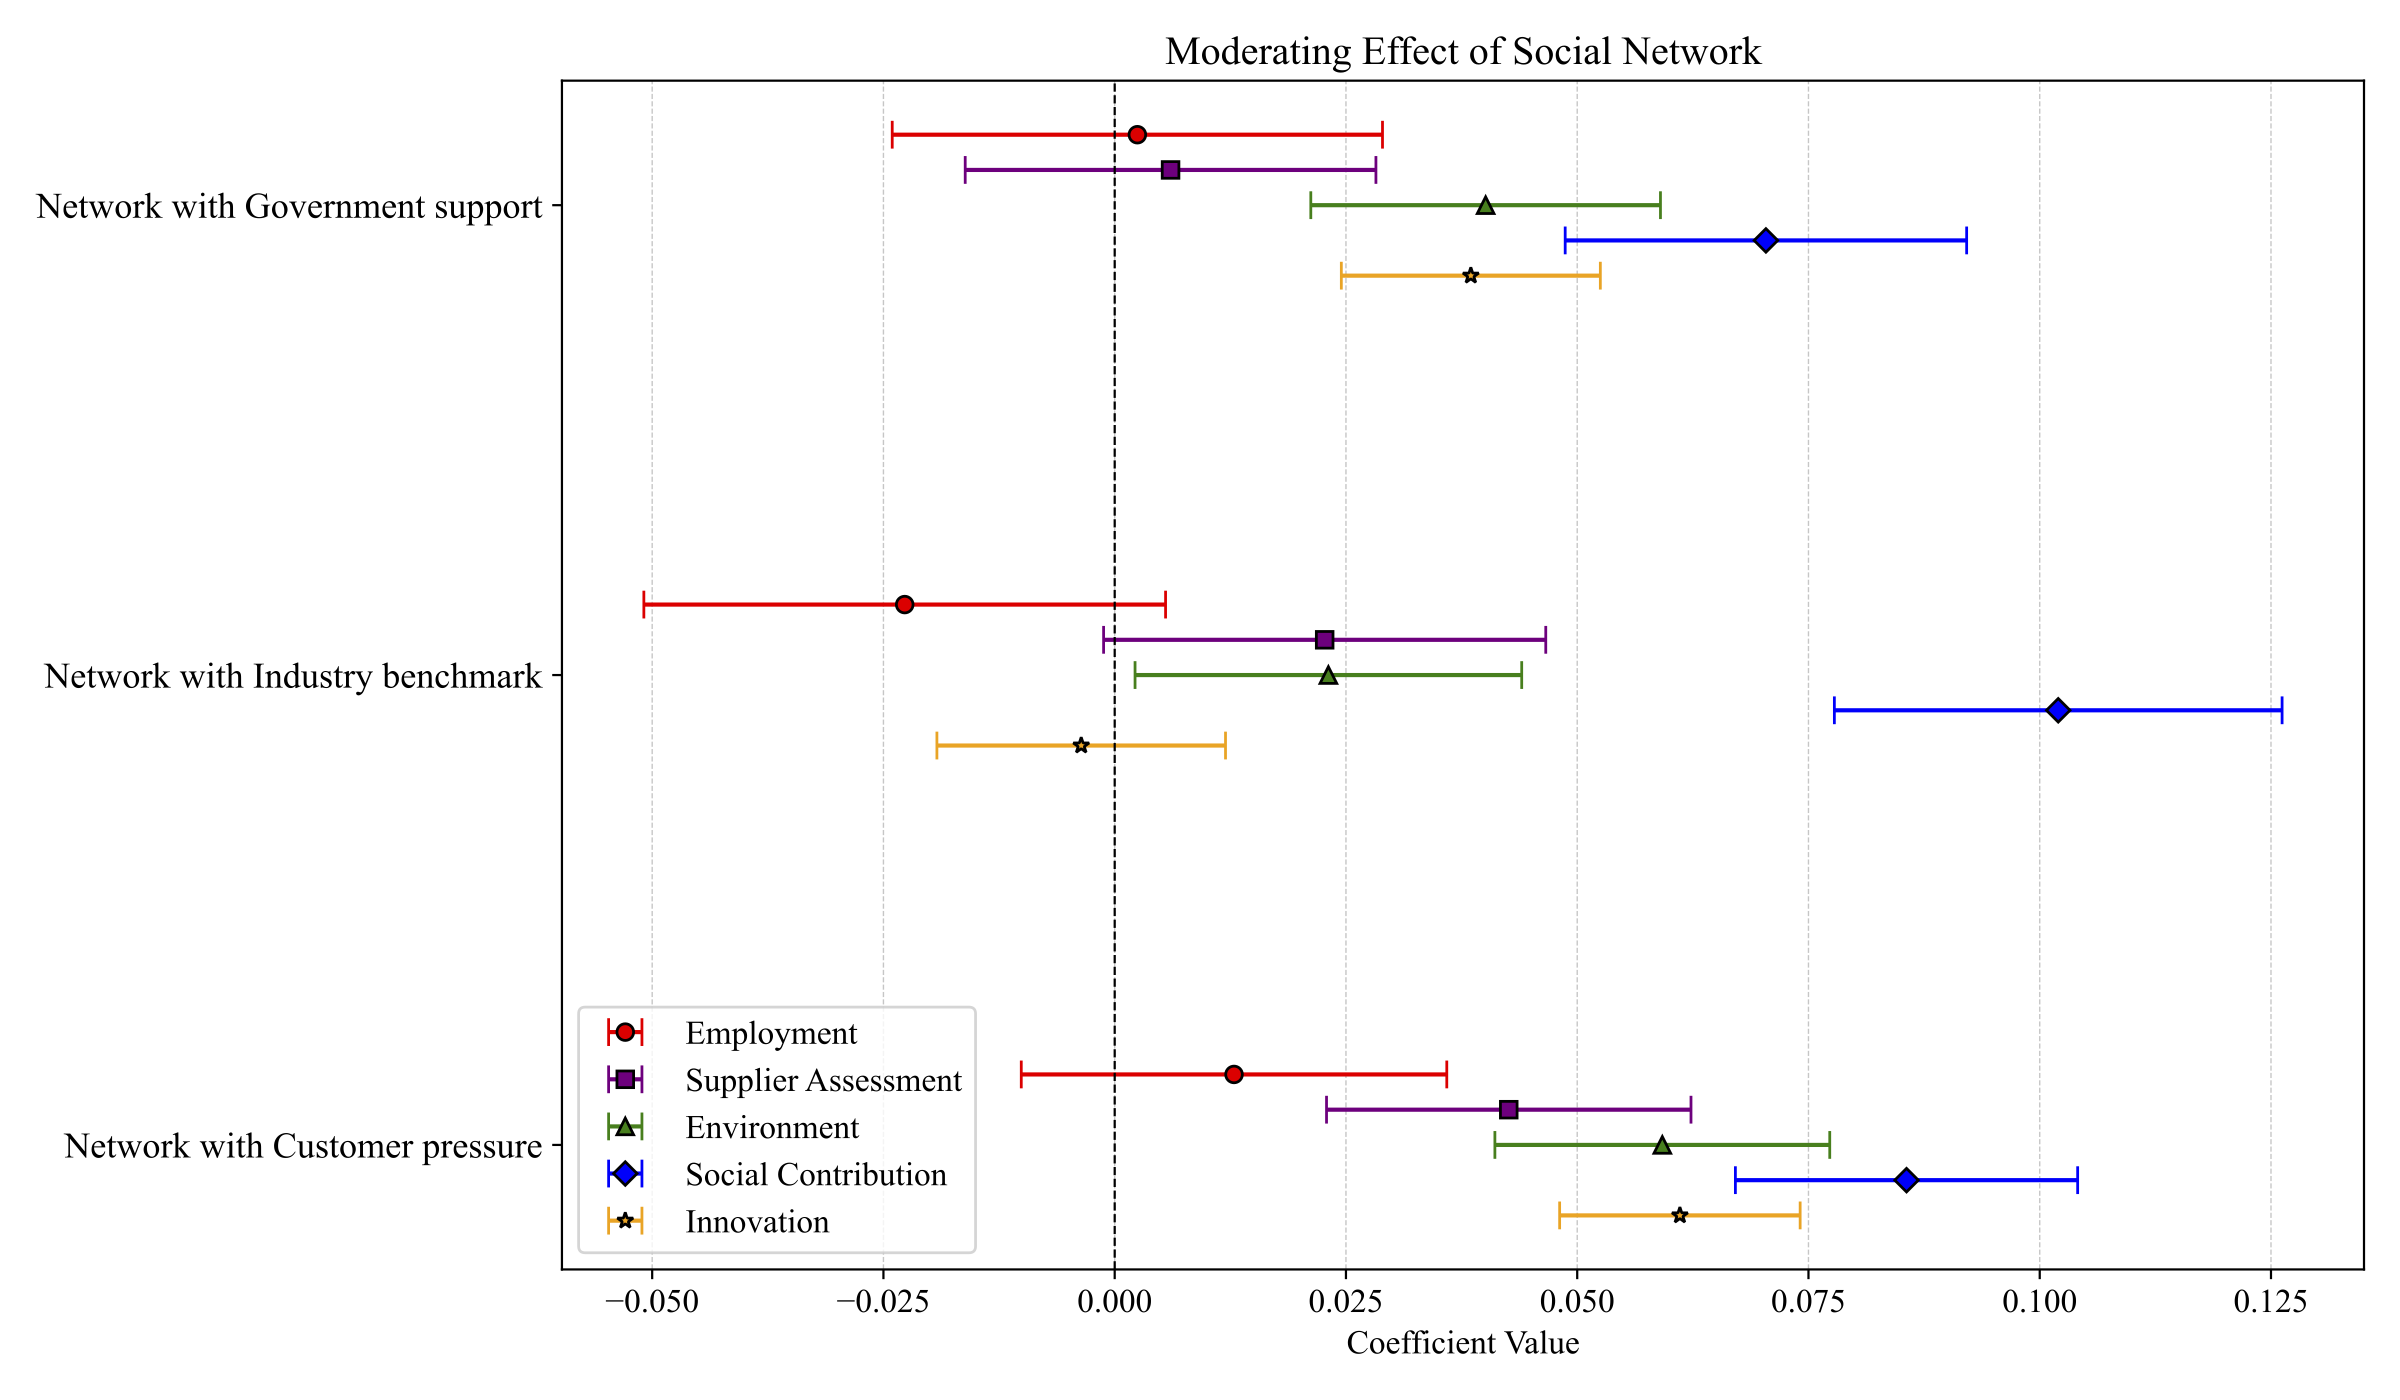 Moderating Effect of Social Network
Network with Government support
Network with Industry benchmark
Network with Customer pressure
Employment
Supplier Assessment
Environment
Social Contribution
Innovation
−0.050 −0.025 0.000 0.025 0.050 0.075 0.100 0.125
Coefficient Value